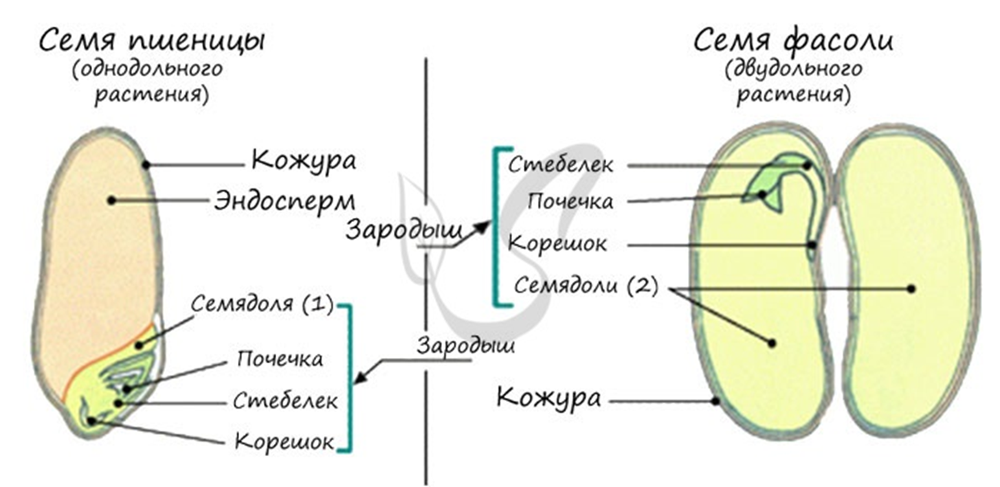 Семя пшеницы
(однодольного
растения)
Кожура
Эндосперм
Зародыш
Семядоля (1)
Почечка
Стебелек
Корешок
Семя фасоли
(двудольного
растения)
Стебелек
Почечка
Корешок
Семядоли (2)
Зародыш
Кожура